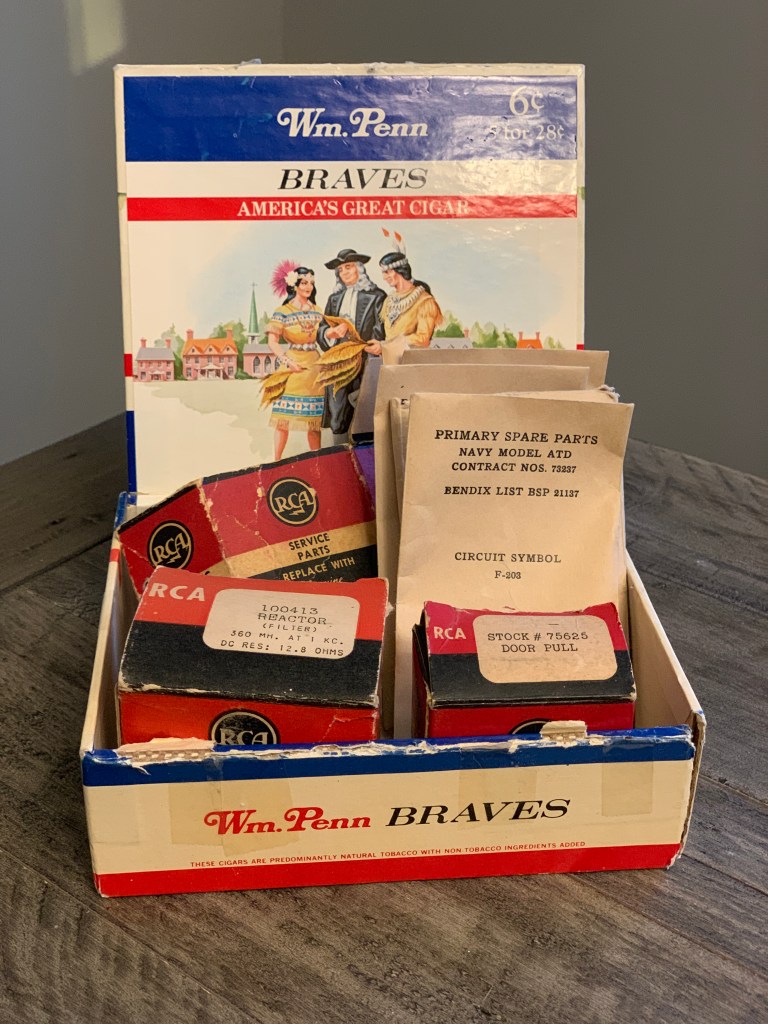 Wm. Penn
6¢
5 for 28¢
BRAVES
AMERICA'S GREAT CIGAR
PRIMARY SPARE PARTS
NAVY MODEL ATD
CONTRACT NOS. 73237
BENDIX LIST BSP 21137
CIRCUIT SYMBOL
F-203
RCA
RCA
SERVICE
PARTS
REPLACE WITH
RCA
100413
REACTOR
(FILTER)
360 MH. AT 1 KC.
DC RES: 12.8 OHMS
RCA
RCA
STOCK # 75625
DOOR PULL
Wm. Penn BRAVES
THESE CIGARS ARE PREDOMINANTLY NATURAL TOBACCO WITH NON-TOBACCO INGREDIENTS ADDED